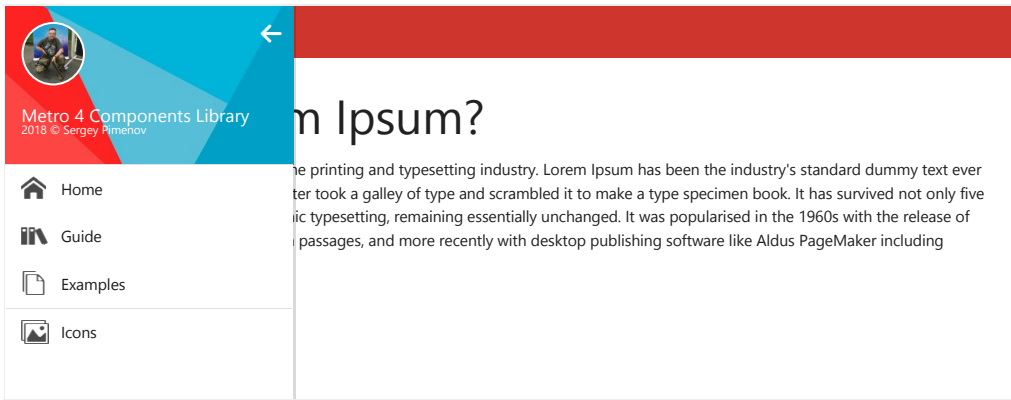 Metro 4 Components Library
2018 © Sergey Pimenov
Home
Guide
Examples
Icons
m Ipsum?
he printing and typesetting industry. Lorem Ipsum has been the industry's standard dummy text ever
ter took a galley of type and scrambled it to make a type specimen book. It has survived not only five
nic typesetting, remaining essentially unchanged. It was popularised in the 1960s with the release of
passages, and more recently with desktop publishing software like Aldus PageMaker including